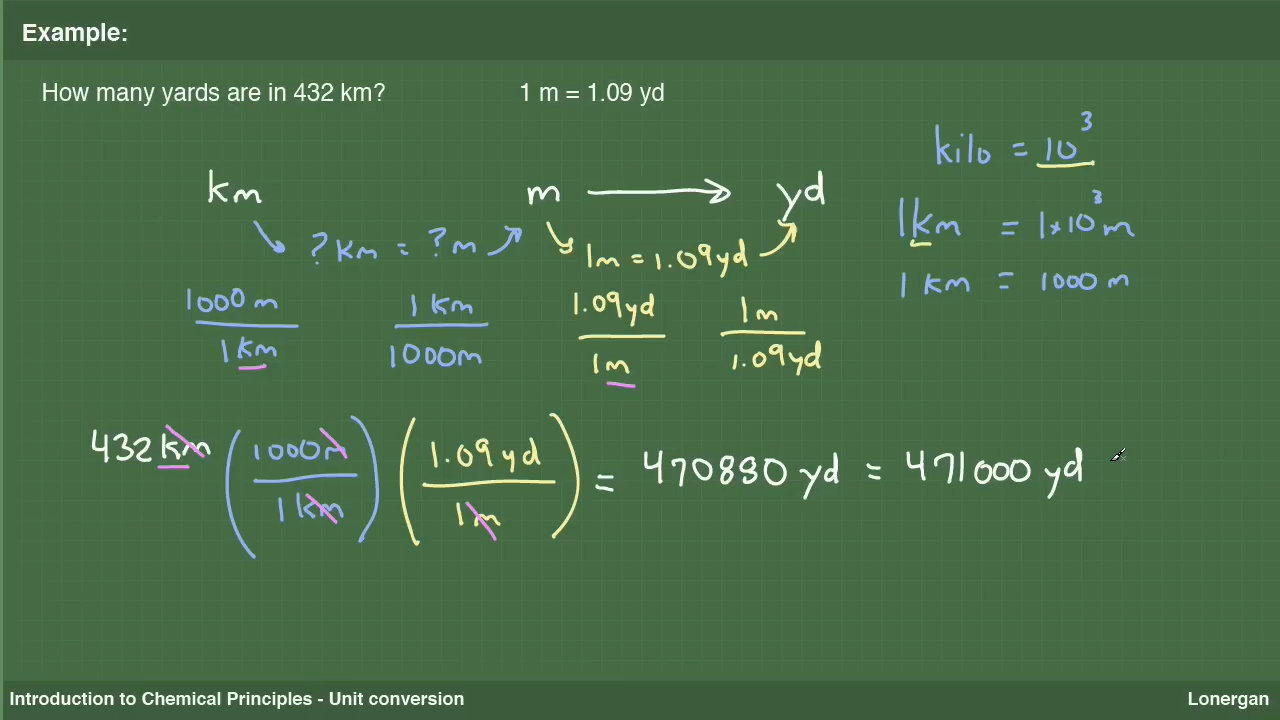 Example:
How many yards are in 432 km? 1 m = 1.09 yd
kilo = 10³
km m yd
1km = 1×10³ m
? km = ? m 1m = 1.09yd
1 km = 1000 m
1000 m 1 km 1.09yd 1m
1 km 1000m 1m 1.09yd
432 km (1000m / 1km) (1.09yd / 1m) = 470880 yd = 471000 yd
Introduction to Chemical Principles - Unit conversion Lonergan